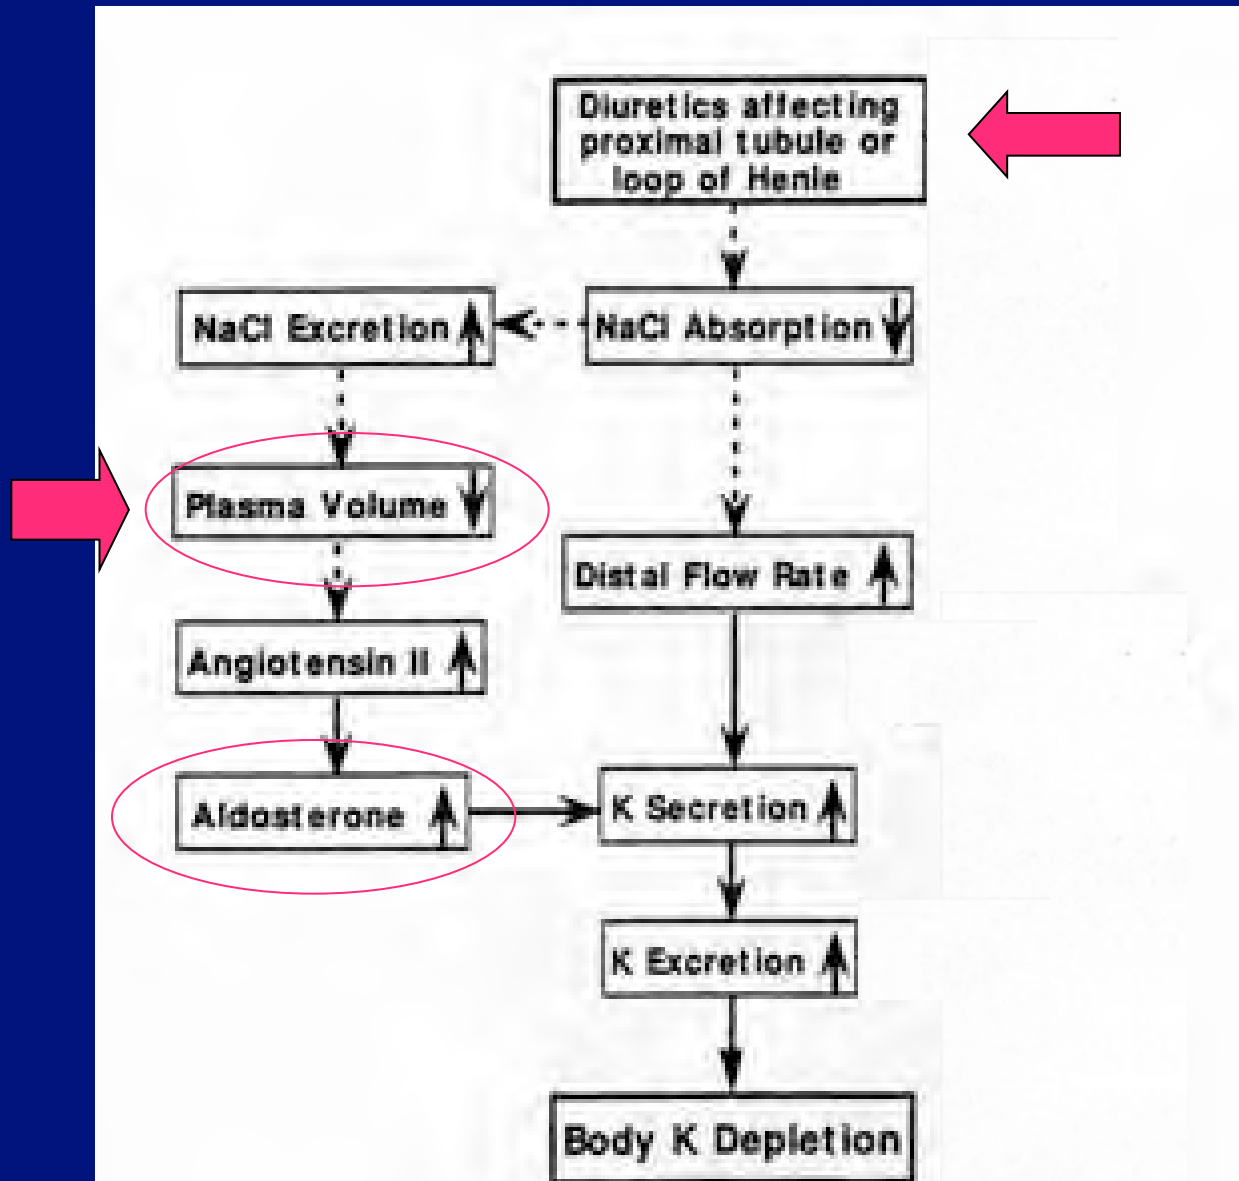 Diuretics affecting
proximal tubule or
loop of Henle
NaCl Excretion
NaCl Absorption
Plasma Volume
Distal Flow Rate
Angiotensin II
Aldosterone
K Secretion
K Excretion
Body K Depletion